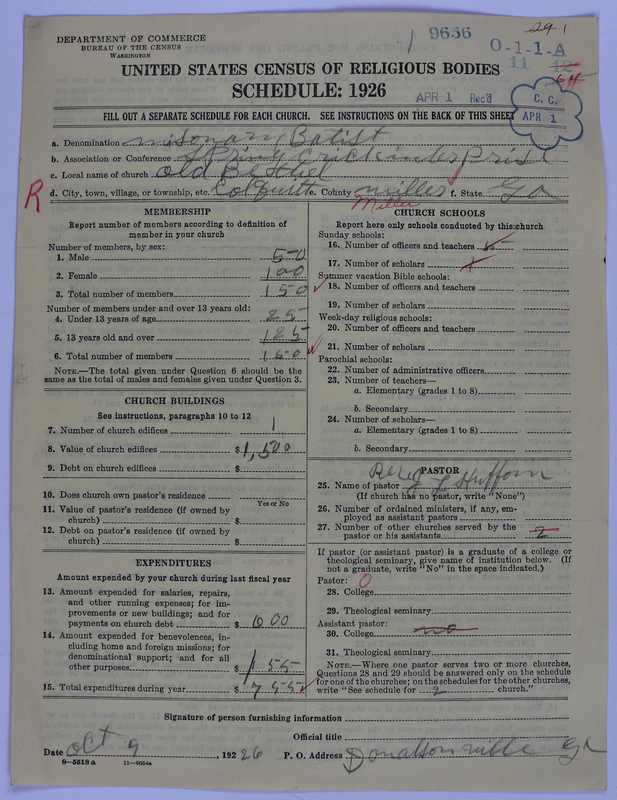 29 1
9656
O-1-1-A
11 12
64
DEPARTMENT OF COMMERCE
BUREAU OF THE CENSUS
WASHINGTON
UNITED STATES CENSUS OF RELIGIOUS BODIES
SCHEDULE: 1926
APR 1 Rec'd
C. C.
APR 1
FILL OUT A SEPARATE SCHEDULE FOR EACH CHURCH. SEE INSTRUCTIONS ON THE BACK OF THIS SHEET
a. Denomination misonary Batist
b. Association or Conference Spring Creek
c. Local name of church old Bethel
R d. City, town, village, or township, etc. Colquitt e. County miller f. State Ga
Miller
MEMBERSHIP
Report number of members according to definition of
member in your church
Number of members, by sex:
1. Male 50
2. Female 100
3. Total number of members 150
Number of members under and over 13 years old:
4. Under 13 years of age 25
5. 13 years old and over 125
6. Total number of members 150
NOTE.—The total given under Question 6 should be the
same as the total of males and females given under Question 3.
CHURCH BUILDINGS
See instructions, paragraphs 10 to 12
7. Number of church edifices 1
8. Value of church edifices $1,500
9. Debt on church edifices $
10. Does church own pastor's residence
Yes or No
11. Value of pastor's residence (if owned by
church) $
12. Debt on pastor's residence (if owned by
church) $
EXPENDITURES
Amount expended by your church during last fiscal year
13. Amount expended for salaries, repairs,
and other running expenses; for im-
provements or new buildings; and for
payments on church debt $ 600
14. Amount expended for benevolences, in-
cluding home and foreign missions; for
denominational support; and for all
other purposes $ 155
15. Total expenditures during year $ 755
CHURCH SCHOOLS
Report here only schools conducted by this church
Sunday schools:
16. Number of officers and teachers
17. Number of scholars
Summer vacation Bible schools:
18. Number of officers and teachers
19. Number of scholars
Week-day religious schools:
20. Number of officers and teachers
21. Number of scholars
Parochial schools:
22. Number of administrative officers
23. Number of teachers—
a. Elementary (grades 1 to 8)
b. Secondary
24. Number of scholars—
a. Elementary (grades 1 to 8)
b. Secondary
PASTOR
25. Name of pastor Rev
(If church has no pastor, write "None")
26. Number of ordained ministers, if any, em-
ployed as assistant pastors
27. Number of other churches served by the
pastor or his assistants 2
If pastor (or assistant pastor) is a graduate of a college or
theological seminary, give name of institution below. (If
not a graduate, write "No" in the space indicated.)
Pastor: O
28. College
29. Theological seminary
Assistant pastor:
30. College no
31. Theological seminary
NOTE.—Where one pastor serves two or more churches,
Questions 28 and 29 should be answered only on the schedule
for one of the churches; on the schedules for the other churches,
write "See schedule for 2 church."
Signature of person furnishing information
Official title
Date Oct 9, 1926 26 P. O. Address Donalsonville Ga
8—5518 a 11—9054a